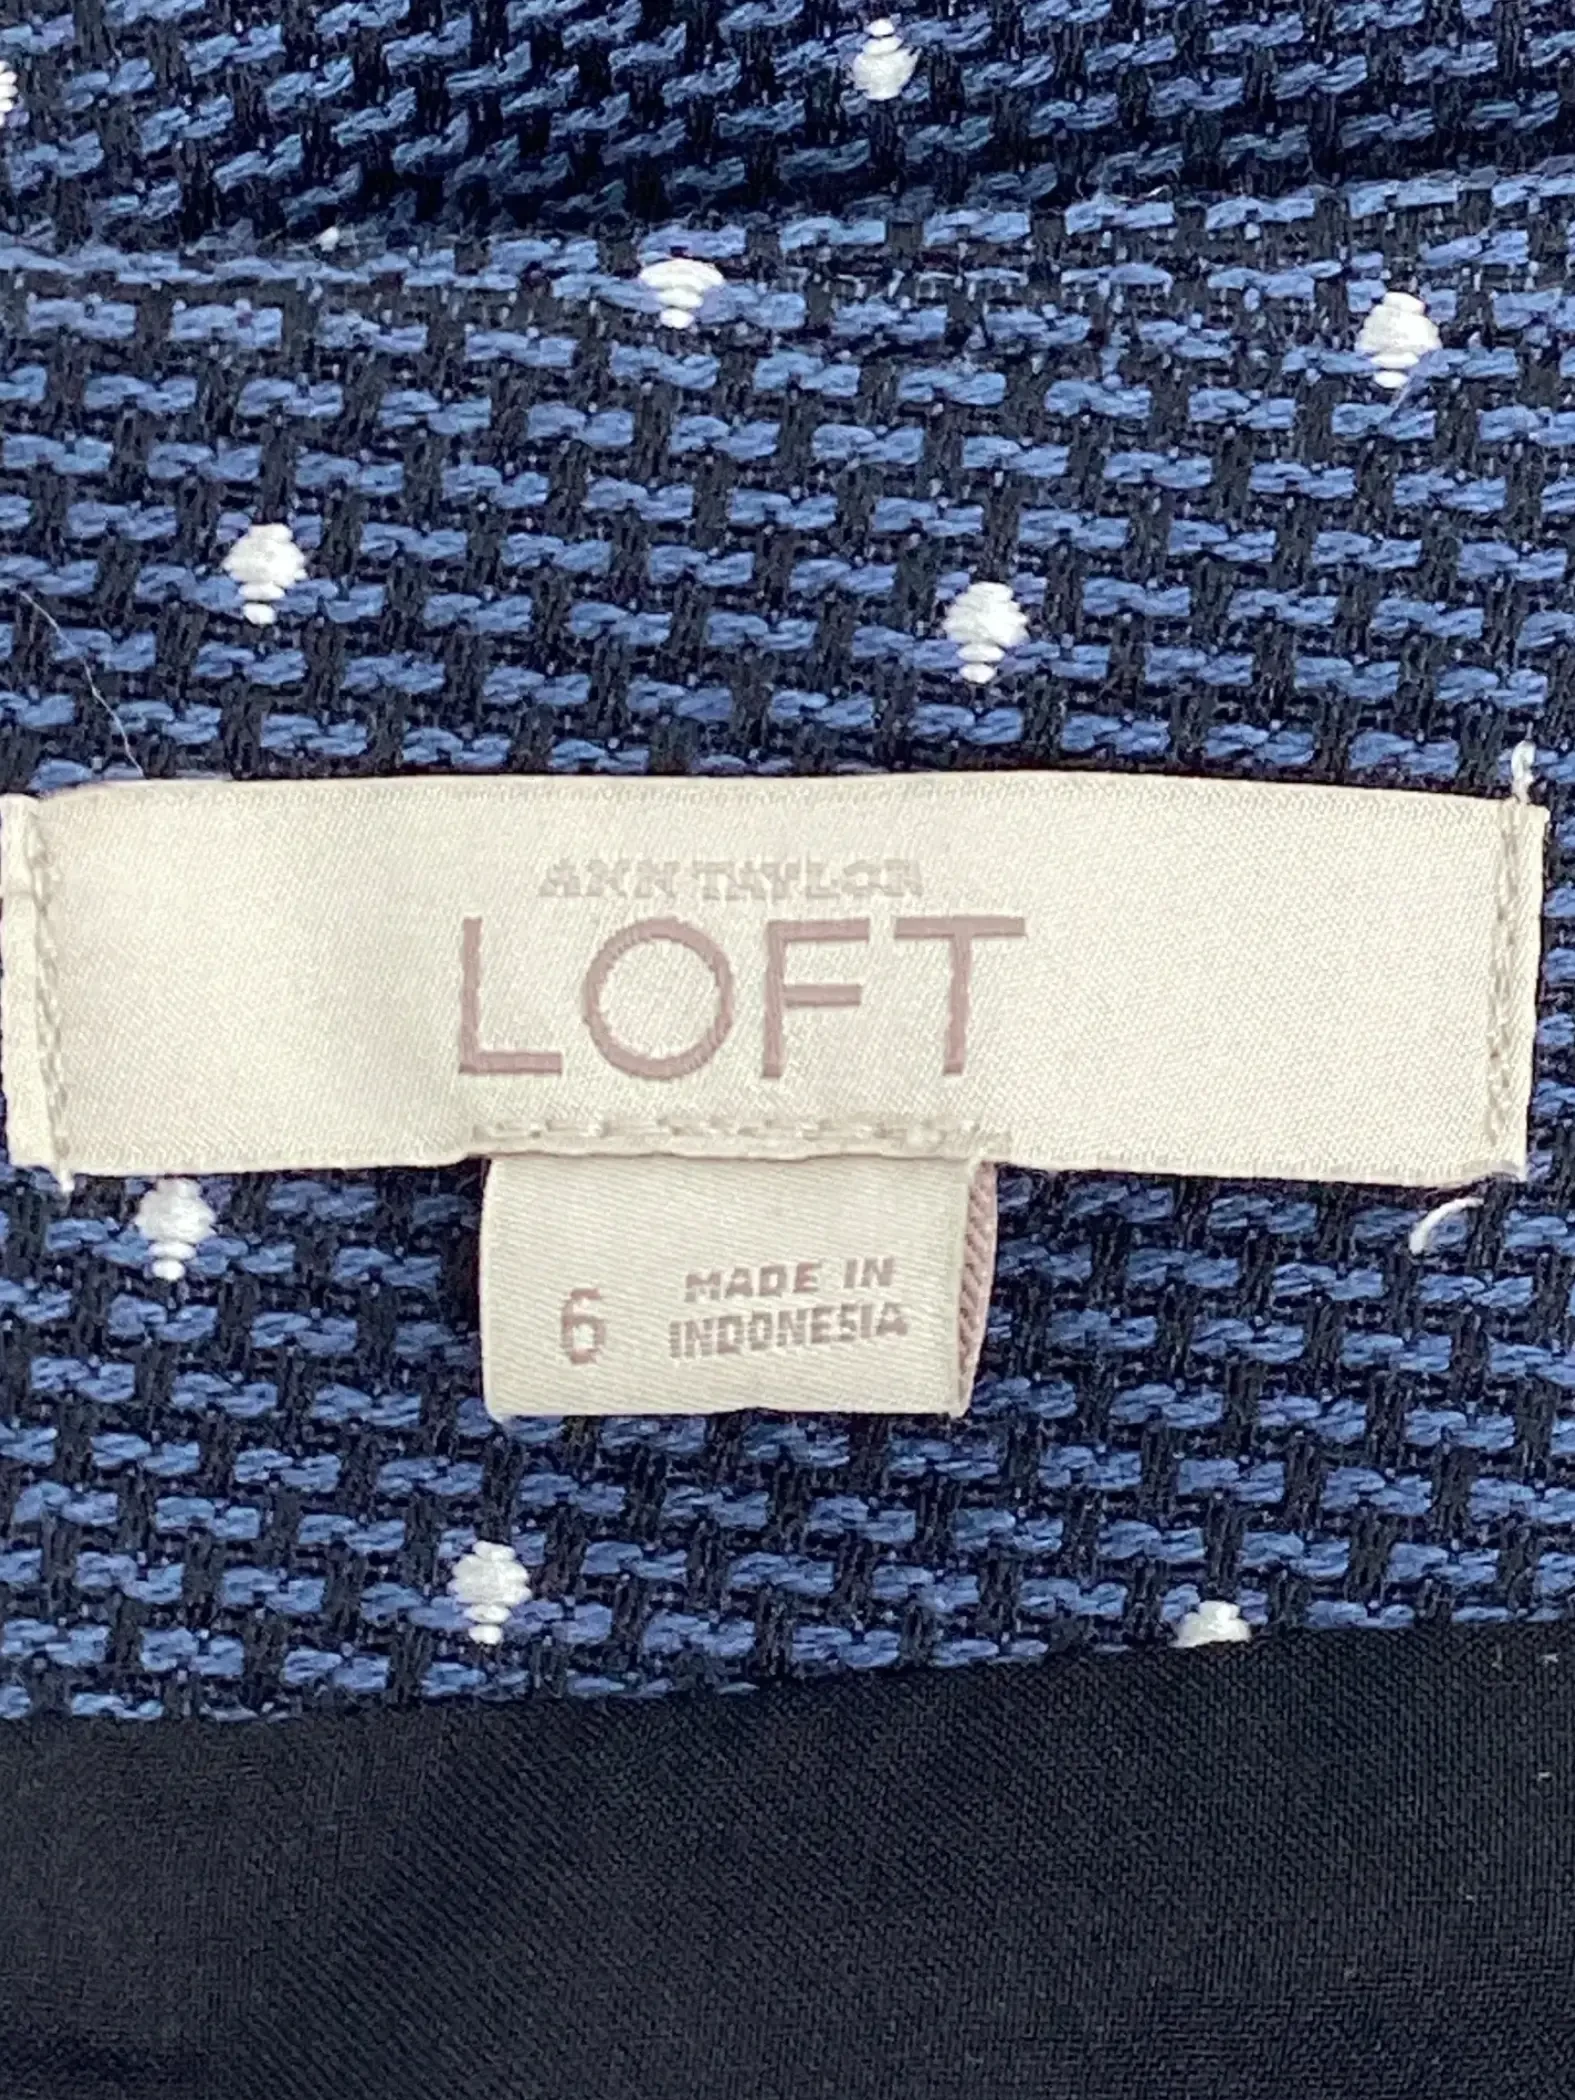 ANN TAYLOR
LOFT
6 MADE IN
INDONESIA